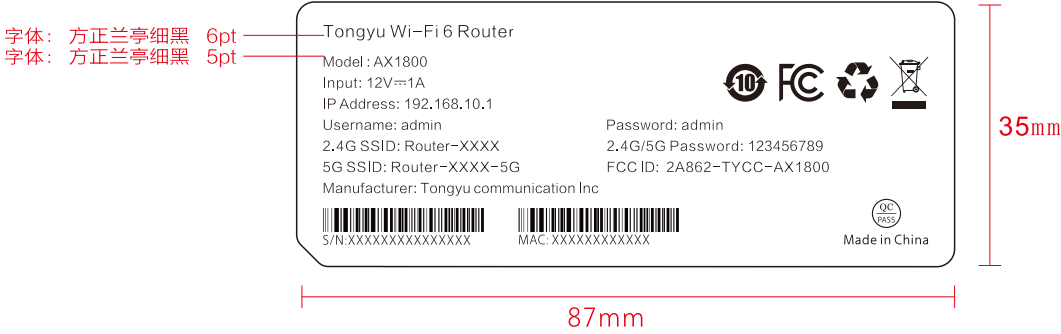 字体： 方正兰亭细黑 6pt
字体： 方正兰亭细黑 5pt
Tongyu Wi-Fi 6 Router
Model : AX1800
Input: 12V⎓1A
IP Address: 192.168.10.1
Username: admin Password: admin
2.4G SSID: Router-XXXX 2.4G/5G Password: 123456789
5G SSID: Router-XXXX-5G FCC ID: 2A862-TYCC-AX1800
Manufacturer: Tongyu communication Inc
10 FC
S/N:XXXXXXXXXXXXXXX MAC: XXXXXXXXXXXX
QC
PASS
Made in China
35mm
87mm